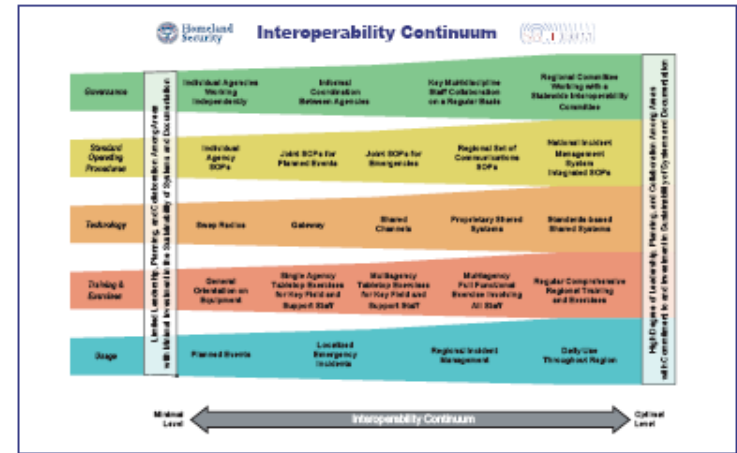 Homeland
Security
Interoperability Continuum
Limited Leadership, Planning, and Collaboration Among Areas
with Minimal Investment in the Sustainability of Systems and Documentation
High Degree of Leadership, Planning, and Collaboration Among Areas
with Commitment to and Investment in Sustainability of Systems and Documentation
Governance
Individual Agencies
Working
Independently
Informal
Coordination
Between Agencies
Key Multidiscipline
Staff Collaboration
on a Regular Basis
Regional Committee
Working with a
Statewide Interoperability
Committee
Standard
Operating
Procedures
Individual
Agency
SOPs
Joint SOPs for
Planned Events
Joint SOPs for
Emergencies
Regional Set of
Communications
SOPs
National Incident
Management
System
Integrated SOPs
Technology
Swap Radios
Gateway
Shared
Channels
Proprietary Shared
Systems
Standards-based
Shared Systems
Training &
Exercises
General
Orientation on
Equipment
Single Agency
Tabletop Exercises
for Key Field and
Support Staff
Multiagency
Tabletop Exercises
for Key Field and
Support Staff
Multiagency
Full Functional
Exercise Involving
All Staff
Regular Comprehensive
Regional Training
and Exercises
Usage
Planned Events
Localized
Emergency
Incidents
Regional Incident
Management
Daily Use
Throughout Region
Minimal
Level
Interoperability Continuum
Optimal
Level